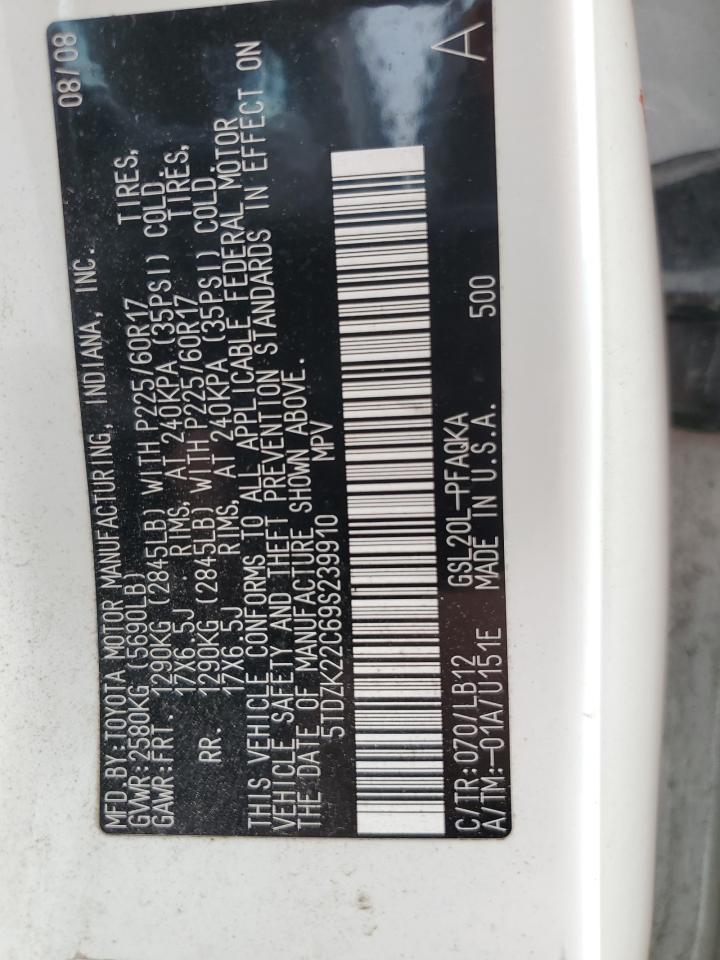 MFD BY:TOYOTA MOTOR MANUFACTURING, INDIANA, INC. 08/08
GVWR:2580KG (5690LB)
GAWR:FRT. 1290KG (2845LB) WITH P225/60R17 TIRES,
17X6.5J RIMS, AT 240KPA (35PSI) COLD.
RR. 1290KG (2845LB) WITH P225/60R17 TIRES,
17X6.5J RIMS, AT 240KPA (35PSI) COLD.
THIS VEHICLE CONFORMS TO ALL APPLICABLE FEDERAL MOTOR
VEHICLE SAFETY AND THEFT PREVENTION STANDARDS IN EFFECT ON
THE DATE OF MANUFACTURE SHOWN ABOVE.
5TDZK22C69S239910 MPV
C/TR:070/LB12 GSL20L-PFAQKA A
A/TM:-01A/U151E MADE IN U.S.A. 500